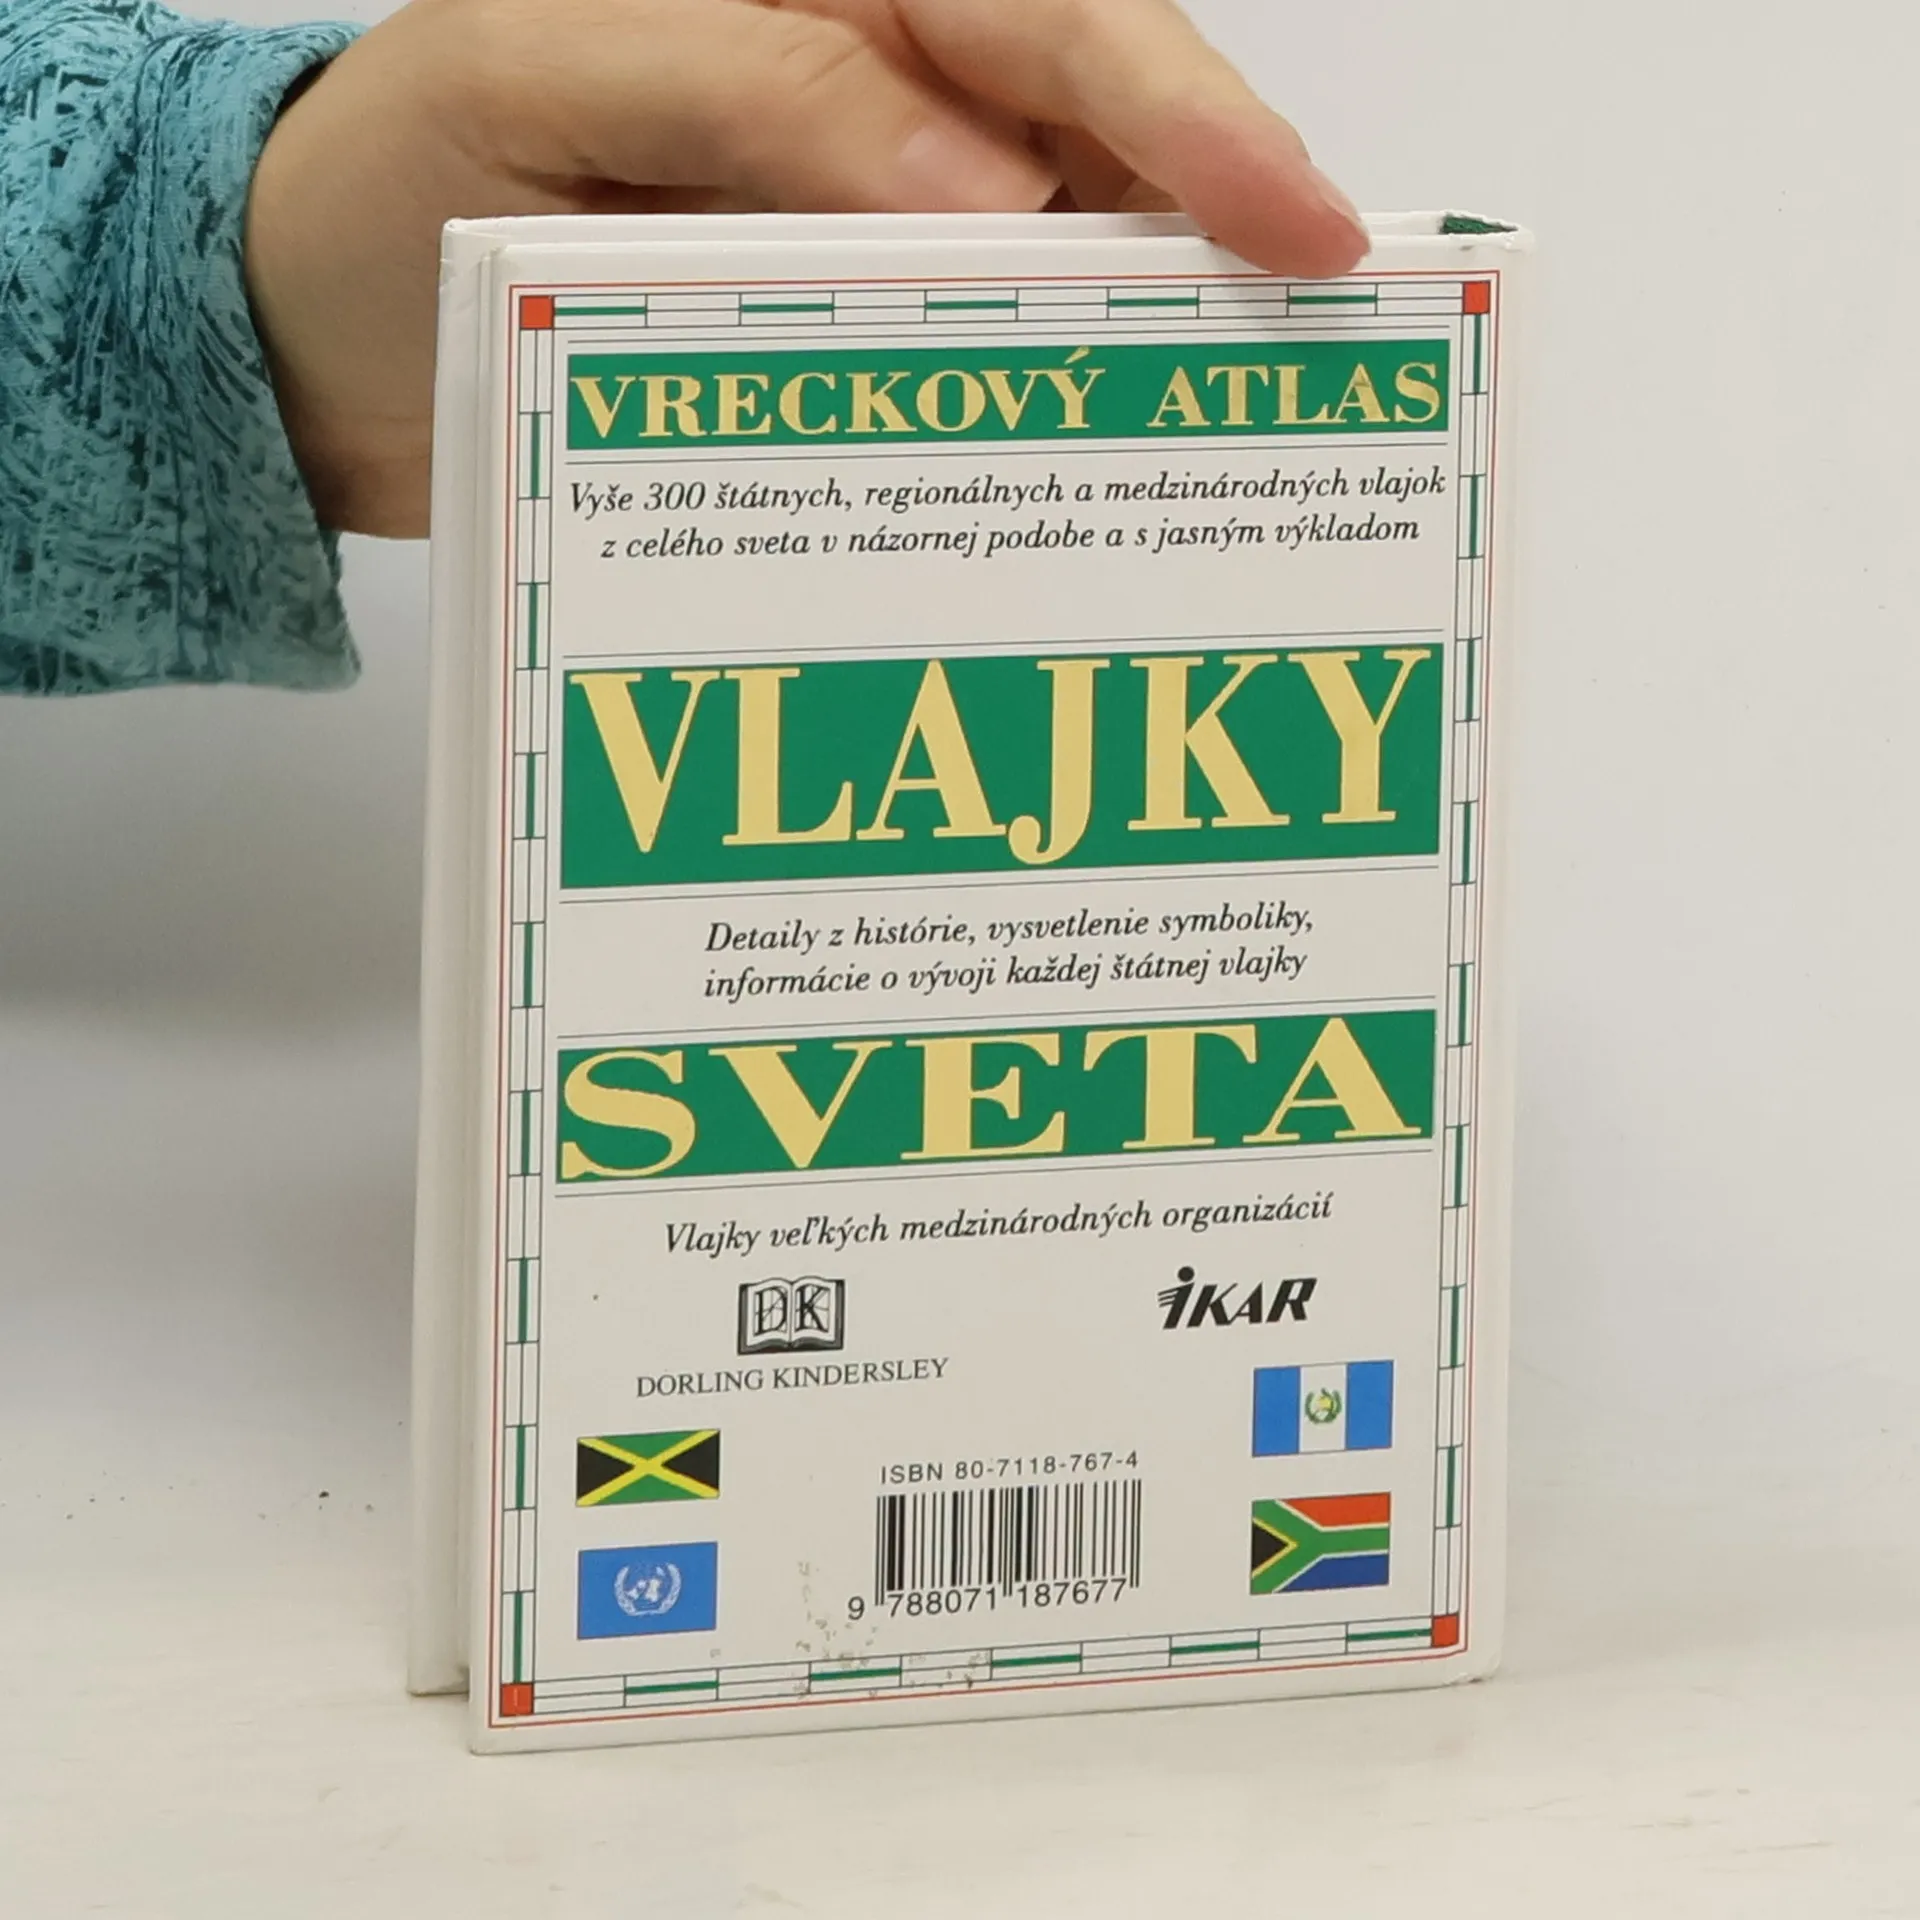 VRECKOVÝ ATLAS
Vyše 300 štátnych, regionálnych a medzinárodných vlajok
z celého sveta v názornej podobe a s jasným výkladom
VLAJKY
Detaily z histórie, vysvetlenie symboliky,
informácie o vývoji každej štátnej vlajky
SVETA
Vlajky veľkých medzinárodných organizácií
DK
DORLING KINDERSLEY
IKAR
ISBN 80-7118-767-4
9 788071 187677